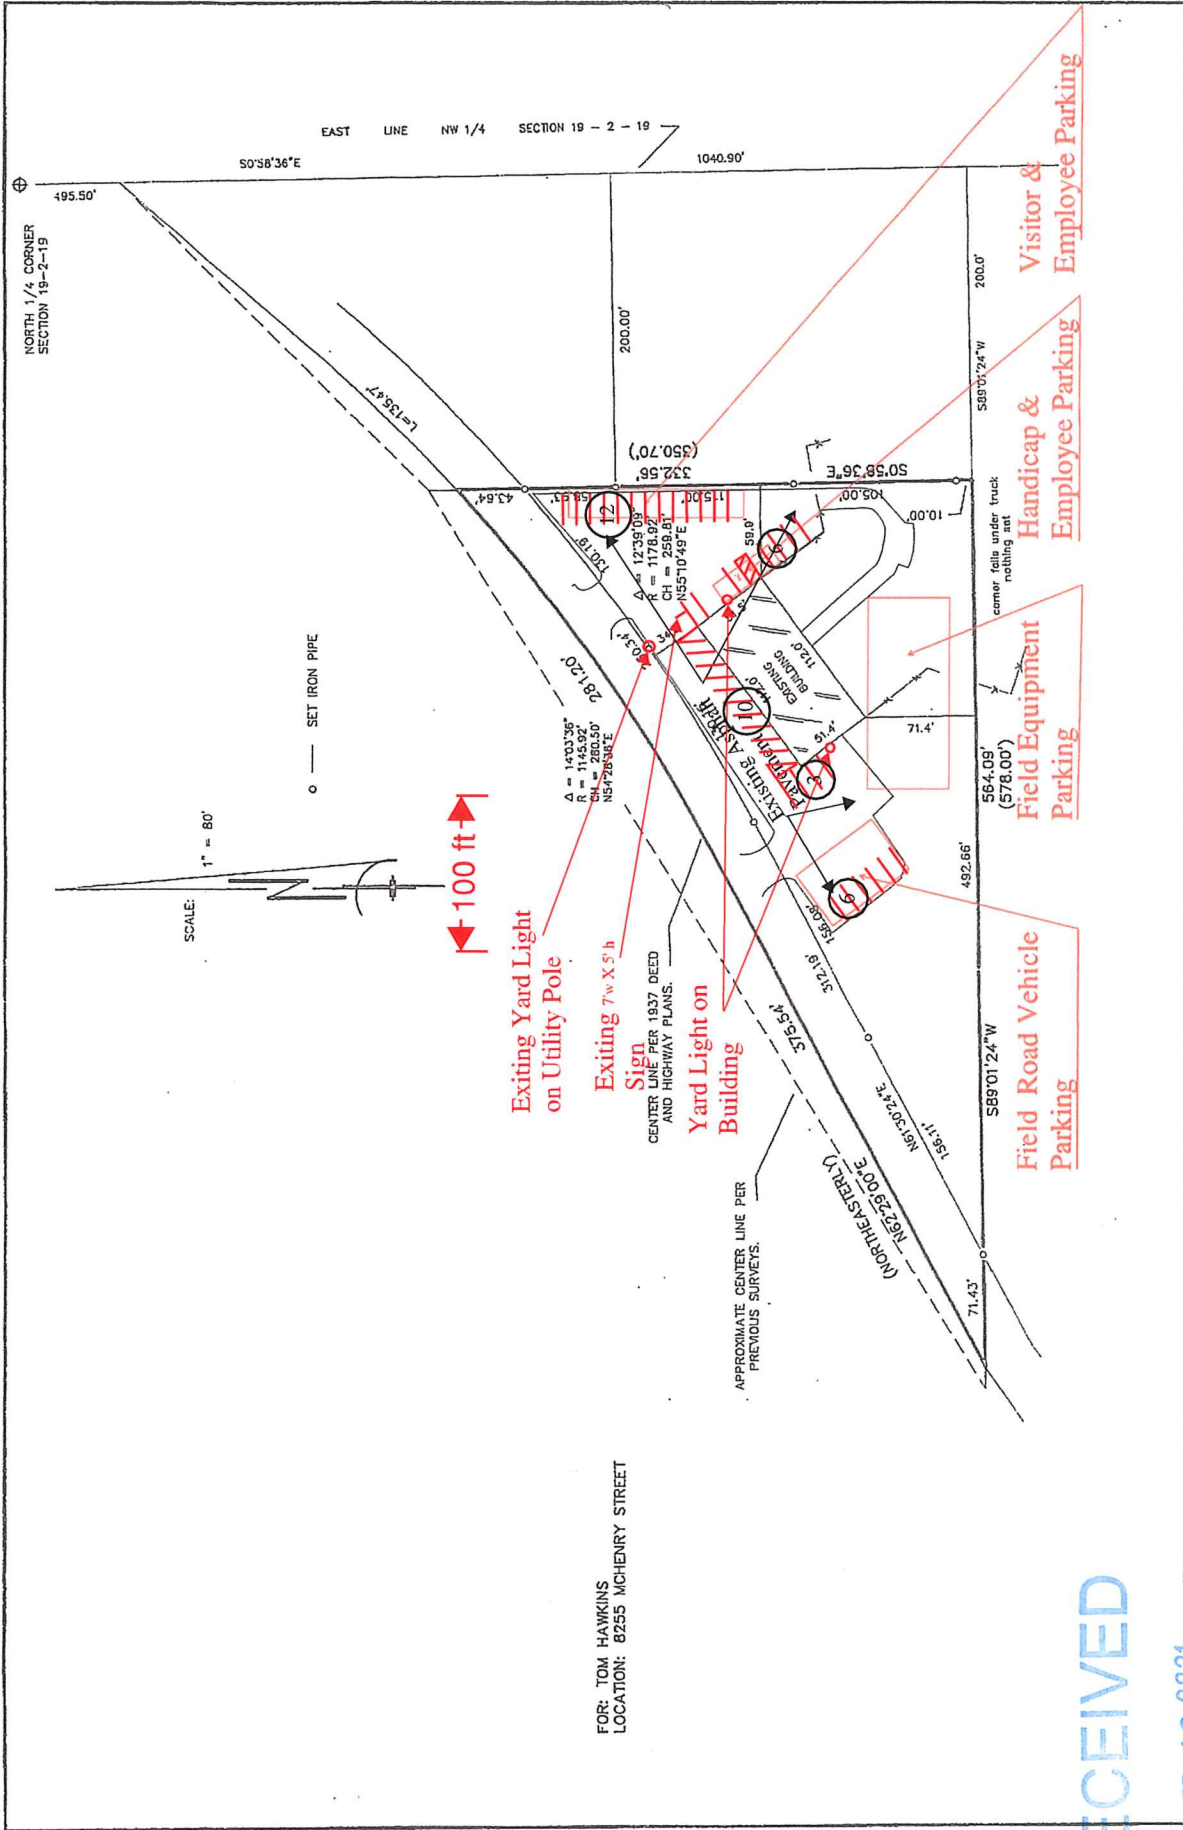 NORTH 1/4 CORNER
SECTION 19-2-19
495.50'
S0°58'36"E
EAST LINE NW 1/4 SECTION 19 - 2 - 19
1040.90'
SCALE: 1" = 80'
N
○ —— SET IRON PIPE
100 ft
L=135.47'
200.00'
43.64'
130.19'
332.56'
(350.70')
115.00'
S0°58'36"E
105.00'
10.00'
Δ = 12°39'09"
R = 1178.92'
CH = 259.81'
N55°10'49"E
281.20'
Δ = 14°03'36"
R = 1145.92'
CH = 280.50'
N54°28'38"E
12
6
10
3
6
59.9'
EXISTING
BUILDING
112.0'
112.0'
51.4'
71.4'
Existing Asphalt
Pavement
corner falls under truck
nothing set
S89°01'24"W
200.0'
564.09'
(578.00')
492.66'
S89°01'24"W
71.43'
156.08'
312.19'
N61°30'24"E
156.11'
375.54'
N62°29'00"E
(NORTHEASTERLY)
Exiting Yard Light
on Utility Pole
Exiting 7'w X 5' h
Sign
CENTER LINE PER 1937 DEED
AND HIGHWAY PLANS.
Yard Light on
Building
APPROXIMATE CENTER LINE PER
PREVIOUS SURVEYS.
Visitor &
Employee Parking
Handicap &
Employee Parking
Field Equipment
Parking
Field Road Vehicle
Parking
FOR: TOM HAWKINS
LOCATION: 8255 MCHENRY STREET
CEIVED